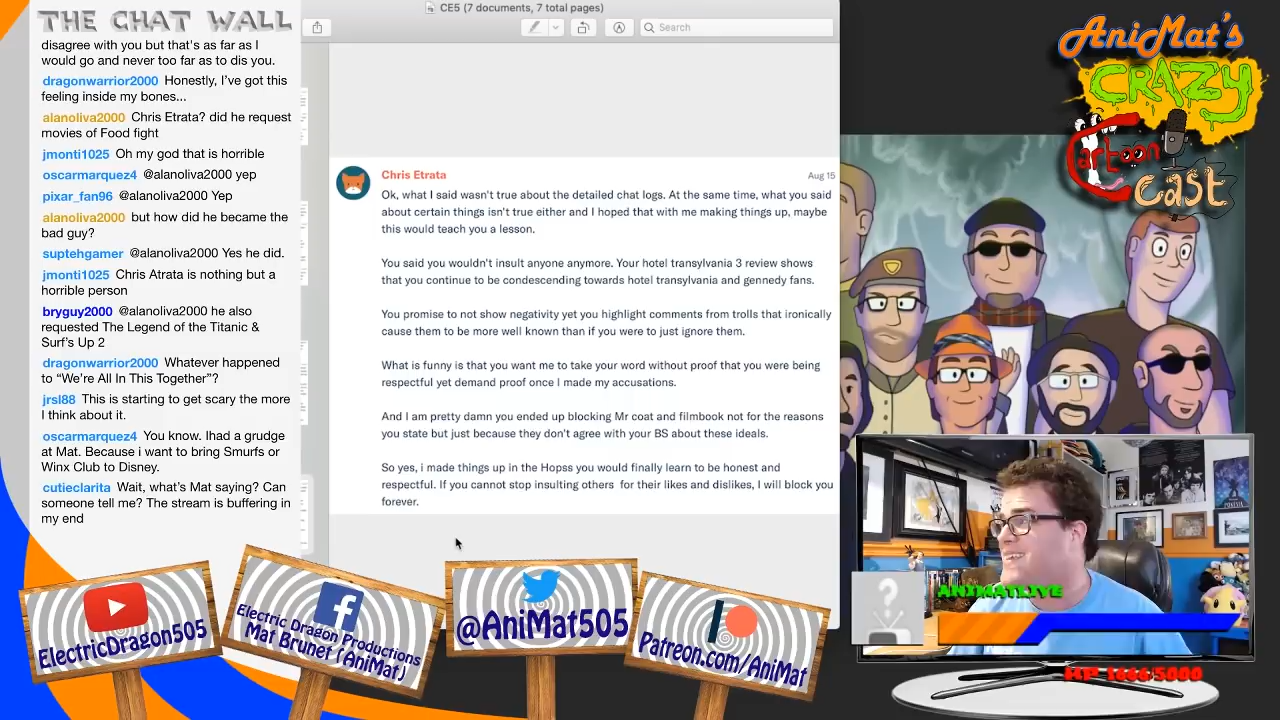 THE CHAT WALL
disagree with you but that's as far as I
would go and never too far as to dis you.
dragonwarrior2000 Honestly, I've got this
feeling inside my bones...
alanoliva2000 Chris Etrata? did he request
movies of Food fight
jmonti1025 Oh my god that is horrible
oscarmarquez4 @alanoliva2000 yep
pixar_fan96 @alanoliva2000 Yep
alanoliva2000 but how did he became the
bad guy?
suptehgamer @alanoliva2000 Yes he did.
jmonti1025 Chris Atrata is nothing but a
horrible person
bryguy2000 @alanoliva2000 he also
requested The Legend of the Titanic &
Surf's Up 2
dragonwarrior2000 Whatever happened
to “We're All In This Together”?
jrsl88 This is starting to get scary the more
I think about it.
oscarmarquez4 You know. Ihad a grudge
at Mat. Because i want to bring Smurfs or
Winx Club to Disney.
cutieclarita Wait, what's Mat saying? Can
someone tell me? The stream is buffering in
my end
CE5 (7 documents, 7 total pages)
Search
Chris Etrata
Aug 15
Ok, what I said wasn't true about the detailed chat logs. At the same time, what you said
about certain things isn't true either and I hoped that with me making things up, maybe
this would teach you a lesson.
You said you wouldn't insult anyone anymore. Your hotel transylvania 3 review shows
that you continue to be condescending towards hotel transylvania and genndy fans.
You promise to not show negativity yet you highlight comments from trolls that ironically
cause them to be more well known than if you were to just ignore them.
What is funny is that you want me to take your word without proof that you were being
respectful yet demand proof once I made my accusations.
And I am pretty damn you ended up blocking Mr coat and filmbook not for the reasons
you state but just because they don't agree with your BS about these ideals.
So yes, i made things up in the Hopss you would finally learn to be honest and
respectful. If you cannot stop insulting others for their likes and dislikes, I will block you
forever.
AniMat's
CRAZY
Cartoon
Cast
ElectricDragon505
Electric Dragon Productions
Mat Brunet (AniMat)
@AniMat505
Patreon.com/AniMat
ANIMATLIVE
HP 1666/5000